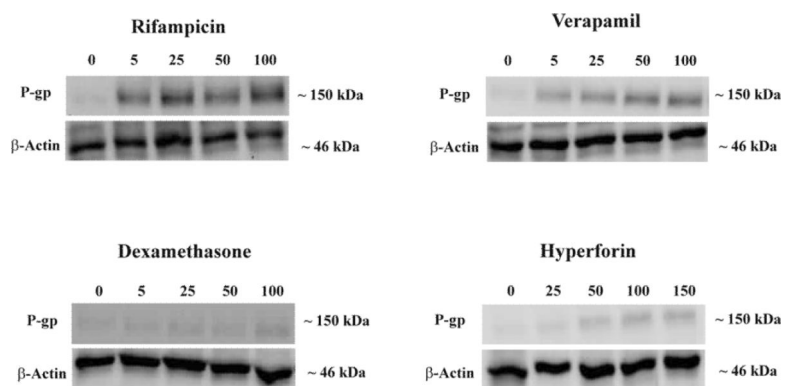 Rifampicin
0 5 25 50 100
P-gp ~ 150 kDa
β-Actin ~ 46 kDa
Verapamil
0 5 25 50 100
P-gp ~ 150 kDa
β-Actin ~ 46 kDa
Dexamethasone
0 5 25 50 100
P-gp ~ 150 kDa
β-Actin ~ 46 kDa
Hyperforin
0 25 50 100 150
P-gp ~ 150 kDa
β-Actin ~ 46 kDa